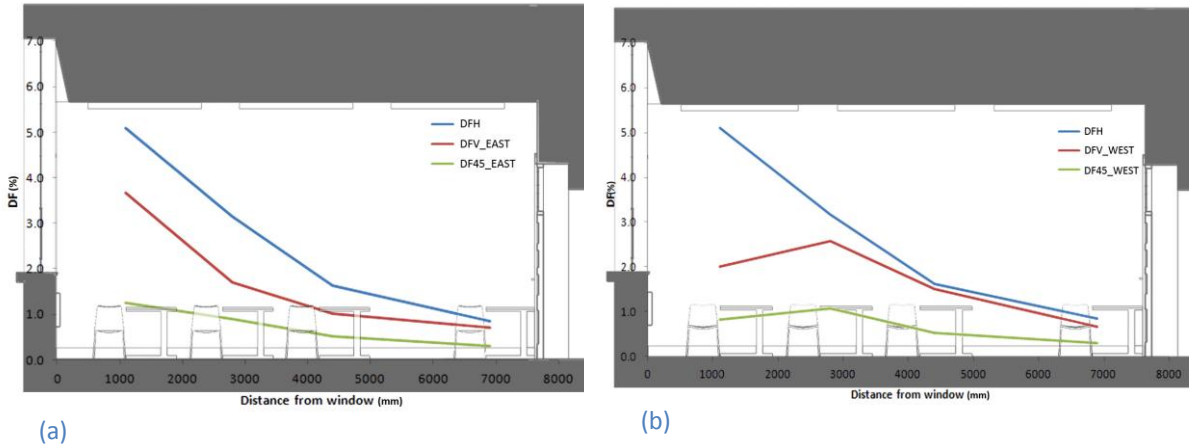 7.0
6.0
5.0
4.0
3.0
2.0
1.0
0.0
DF (%)
DFH
DFV_EAST
DF45_EAST
0 1000 2000 3000 4000 5000 6000 7000 8000
Distance from window (mm)
(a)
7.0
6.0
5.0
4.0
3.0
2.0
1.0
0.0
DF(%)
DFH
DFV_WEST
DF45_WEST
0 1000 2000 3000 4000 5000 6000 7000 8000
Distance from window (mm)
(b)